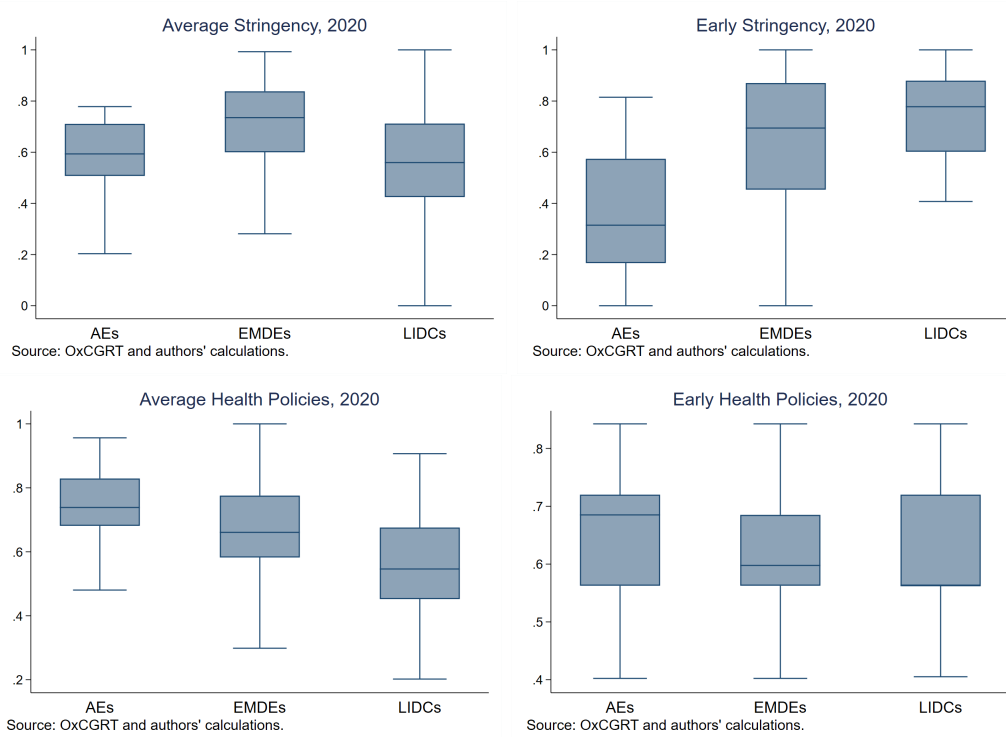 Average Stringency, 2020
1
.8
.6
.4
.2
0
AEs EMDEs LIDCs
Source: OxCGRT and authors' calculations.
Early Stringency, 2020
1
.8
.6
.4
.2
0
AEs EMDEs LIDCs
Source: OxCGRT and authors' calculations.
Average Health Policies, 2020
1
.8
.6
.4
.2
AEs EMDEs LIDCs
Source: OxCGRT and authors' calculations.
Early Health Policies, 2020
.8
.7
.6
.5
.4
AEs EMDEs LIDCs
Source: OxCGRT and authors' calculations.